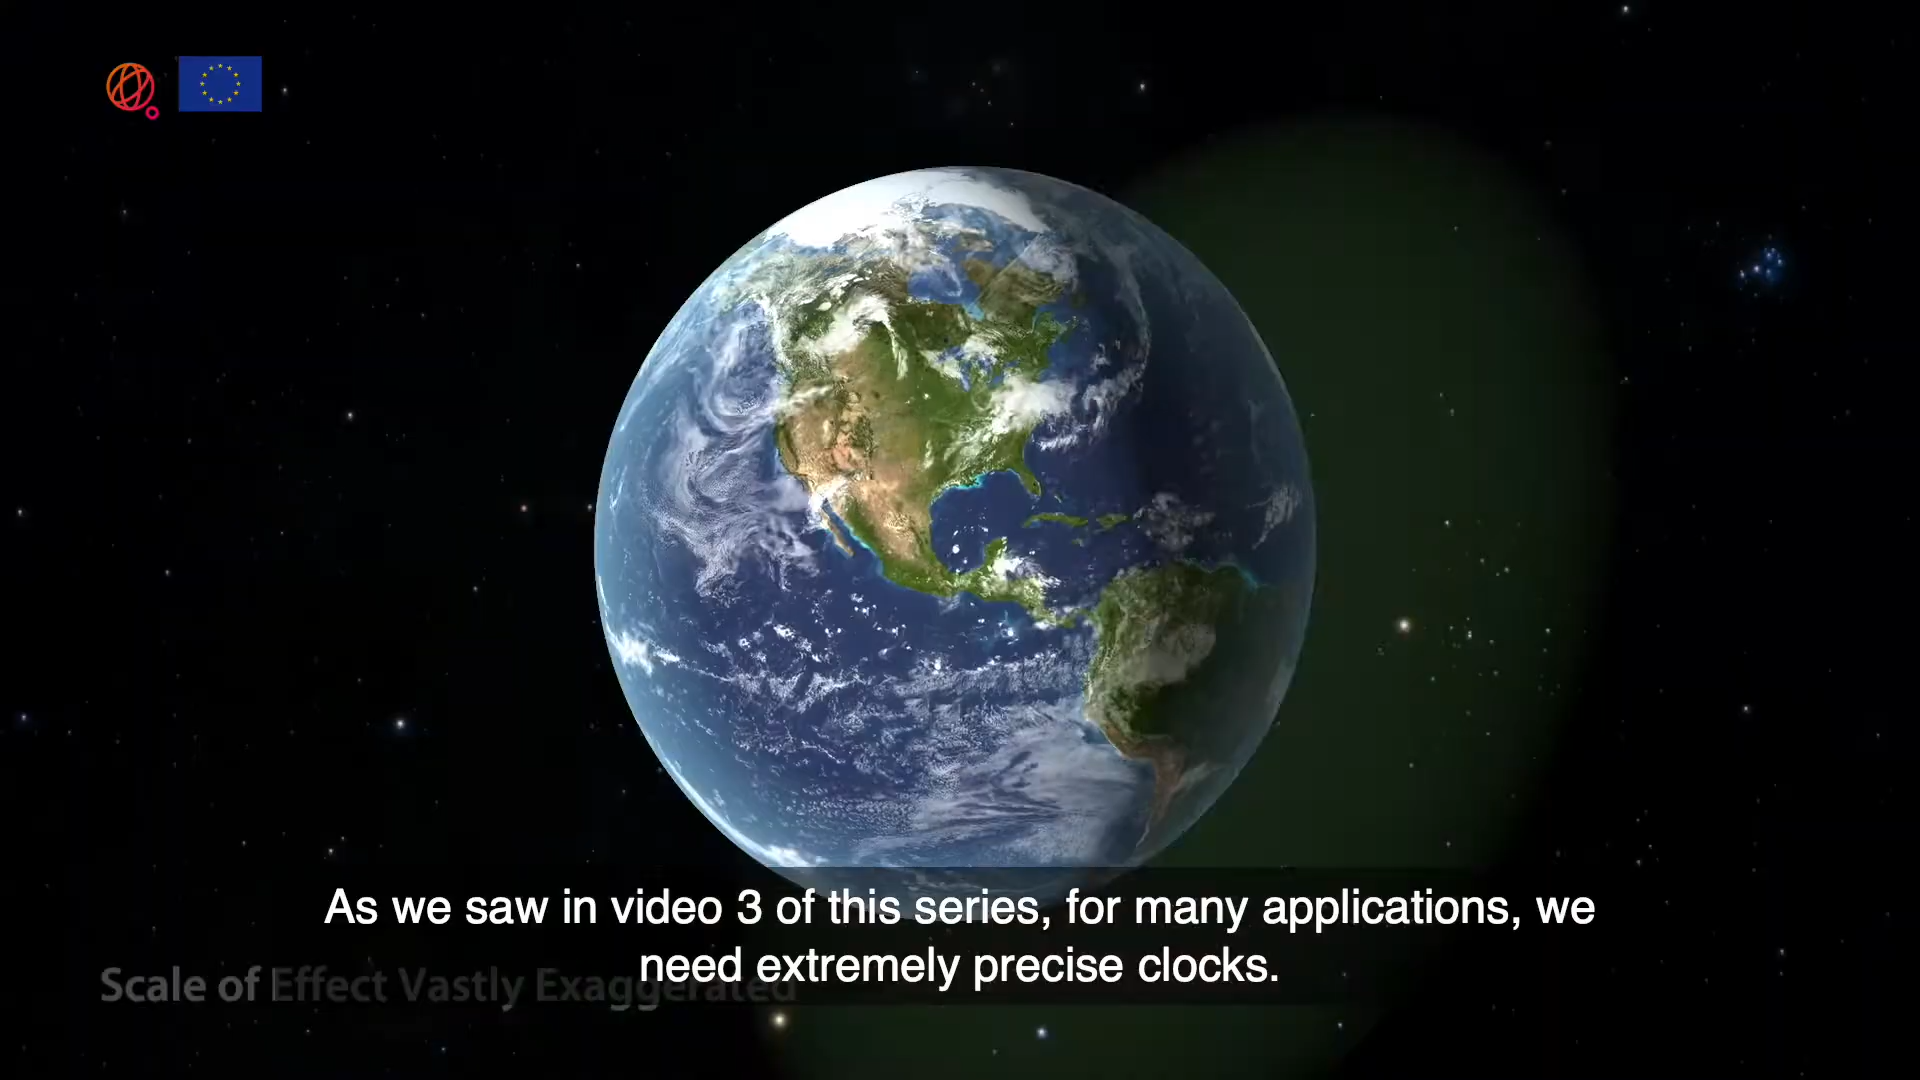 As we saw in video 3 of this series, for many applications, we
need extremely precise clocks.
Scale of Effect Vastly Exaggerated